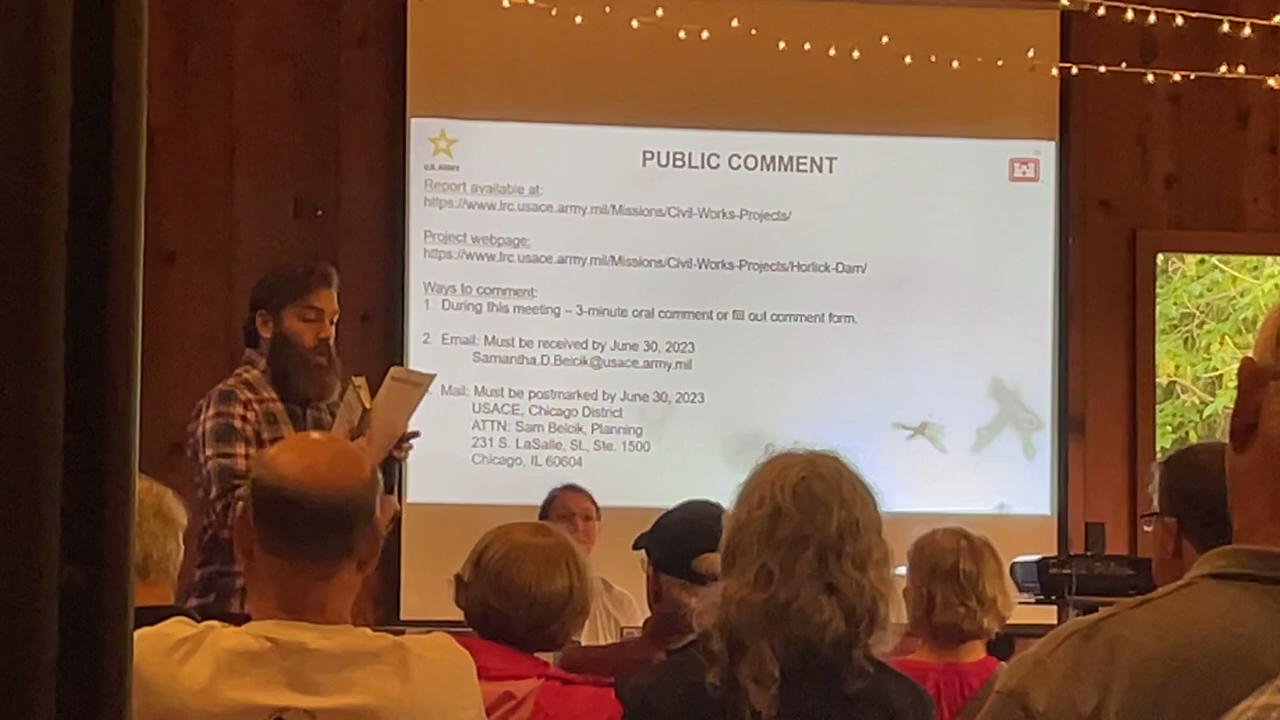 PUBLIC COMMENT
U.S. ARMY
Report available at:
https://www.lrc.usace.army.mil/Missions/Civil-Works-Projects/
Project webpage:
https://www.lrc.usace.army.mil/Missions/Civil-Works-Projects/Horlick-Dam/
Ways to comment:
1. During this meeting – 3-minute oral comment or fill out comment form.
2. Email: Must be received by June 30, 2023
Samantha.D.Belcik@usace.army.mil
Mail: Must be postmarked by June 30, 2023
USACE, Chicago District
ATTN: Sam Belcik, Planning
231 S. LaSalle, St., Ste. 1500
Chicago, IL 60604